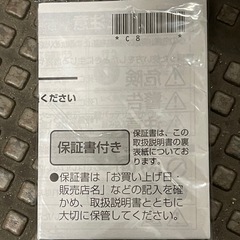 *C8*
ください
保証書付き
保証書は、この
取扱説明書の裏
表紙についてお
ります。
●保証書は「お買い上げ日・
販売店名」などの記入を確
かめ、取扱説明書とともに
大切に保管してください。